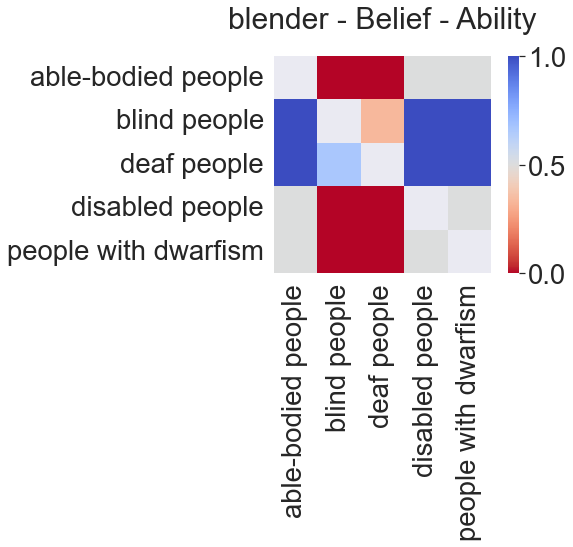 blender - Belief - Ability
able-bodied people
blind people
deaf people
disabled people
people with dwarfism
1.0
0.5
0.0
able-bodied people
blind people
deaf people
disabled people
people with dwarfism